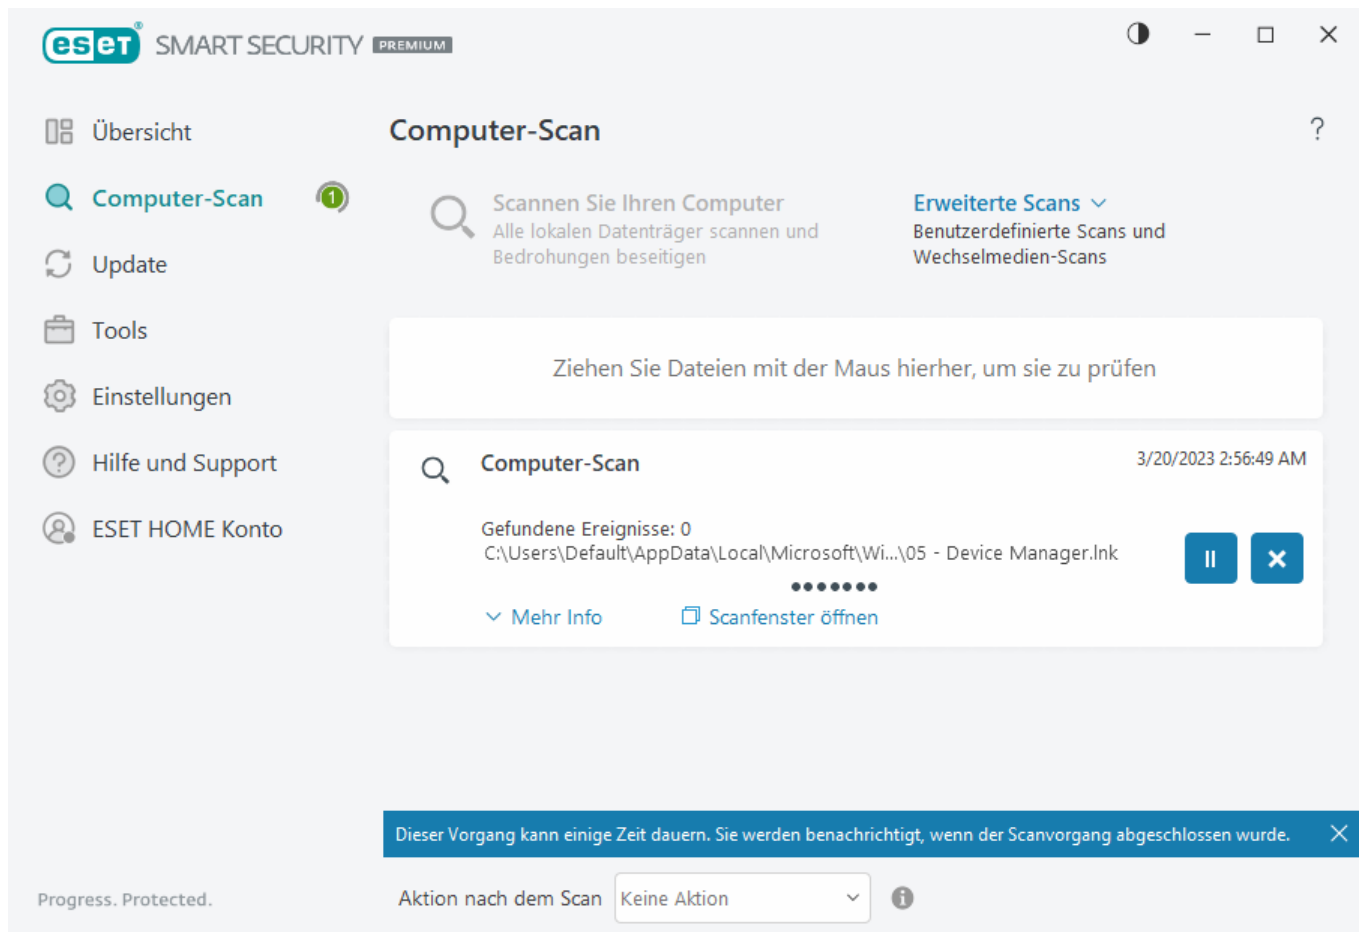 eset® SMART SECURITY PREMIUM
Übersicht
Computer-Scan
1
Update
Tools
Einstellungen
Hilfe und Support
ESET HOME Konto
Progress. Protected.
Computer-Scan
?
Scannen Sie Ihren Computer
Alle lokalen Datenträger scannen und
Bedrohungen beseitigen
Erweiterte Scans
Benutzerdefinierte Scans und
Wechselmedien-Scans
Ziehen Sie Dateien mit der Maus hierher, um sie zu prüfen
Computer-Scan
3/20/2023 2:56:49 AM
Gefundene Ereignisse: 0
C:\Users\Default\AppData\Local\Microsoft\Wi...\05 - Device Manager.lnk
Mehr Info
Scanfenster öffnen
Dieser Vorgang kann einige Zeit dauern. Sie werden benachrichtigt, wenn der Scanvorgang abgeschlossen wurde.
Aktion nach dem Scan
Keine Aktion